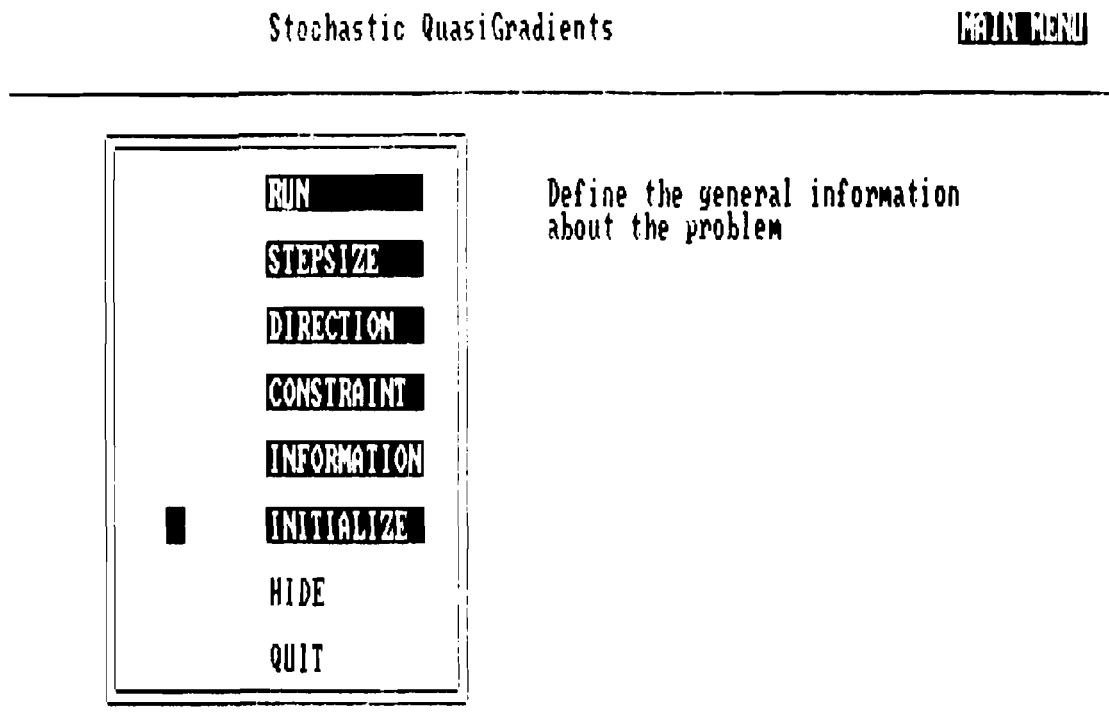 Stochastic QuasiGradients
MAIN MENU
RUN
Define the general information
about the problem
STEPSIZE
DIRECTION
CONSTRAINT
INFORMATION
INITIALIZE
HIDE
QUIT